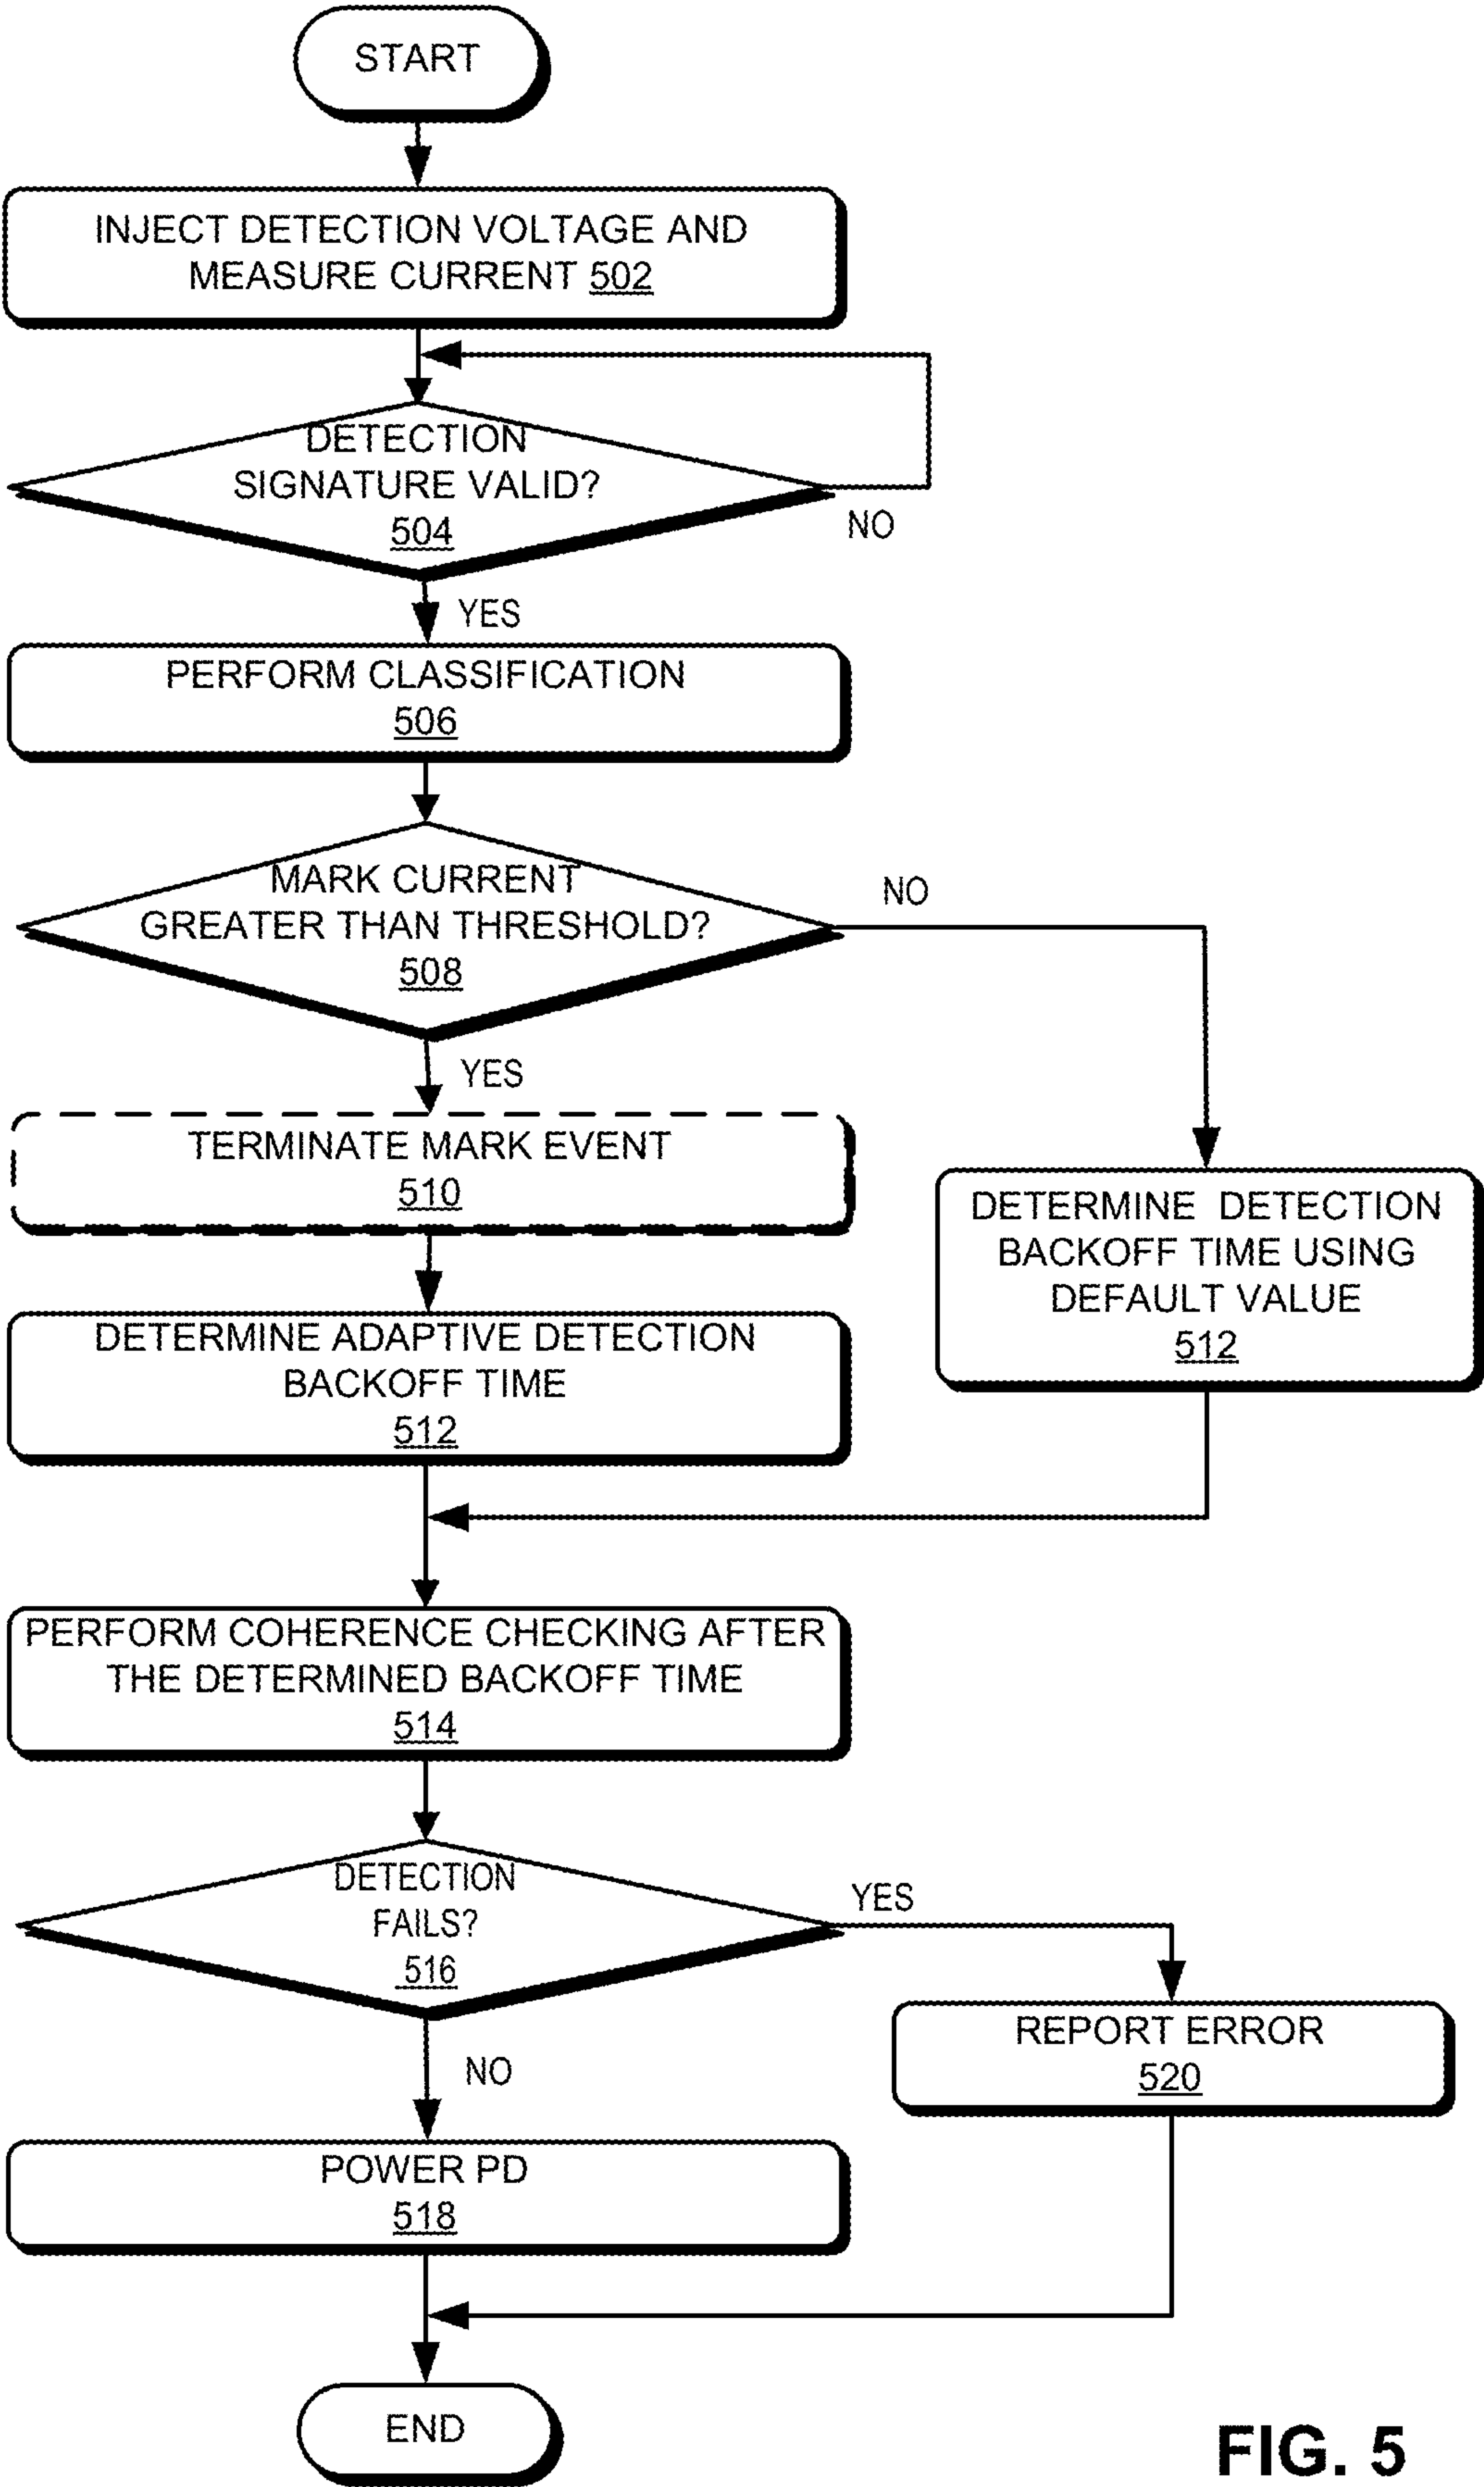 START
INJECT DETECTION VOLTAGE AND
MEASURE CURRENT 502
DETECTION
SIGNATURE VALID?
504
NO
YES
PERFORM CLASSIFICATION
506
MARK CURRENT
GREATER THAN THRESHOLD?
508
NO
YES
TERMINATE MARK EVENT
510
DETERMINE DETECTION
BACKOFF TIME USING
DEFAULT VALUE
512
DETERMINE ADAPTIVE DETECTION
BACKOFF TIME
512
PERFORM COHERENCE CHECKING AFTER
THE DETERMINED BACKOFF TIME
514
DETECTION
FAILS?
516
YES
NO
REPORT ERROR
520
POWER PD
518
END
FIG. 5